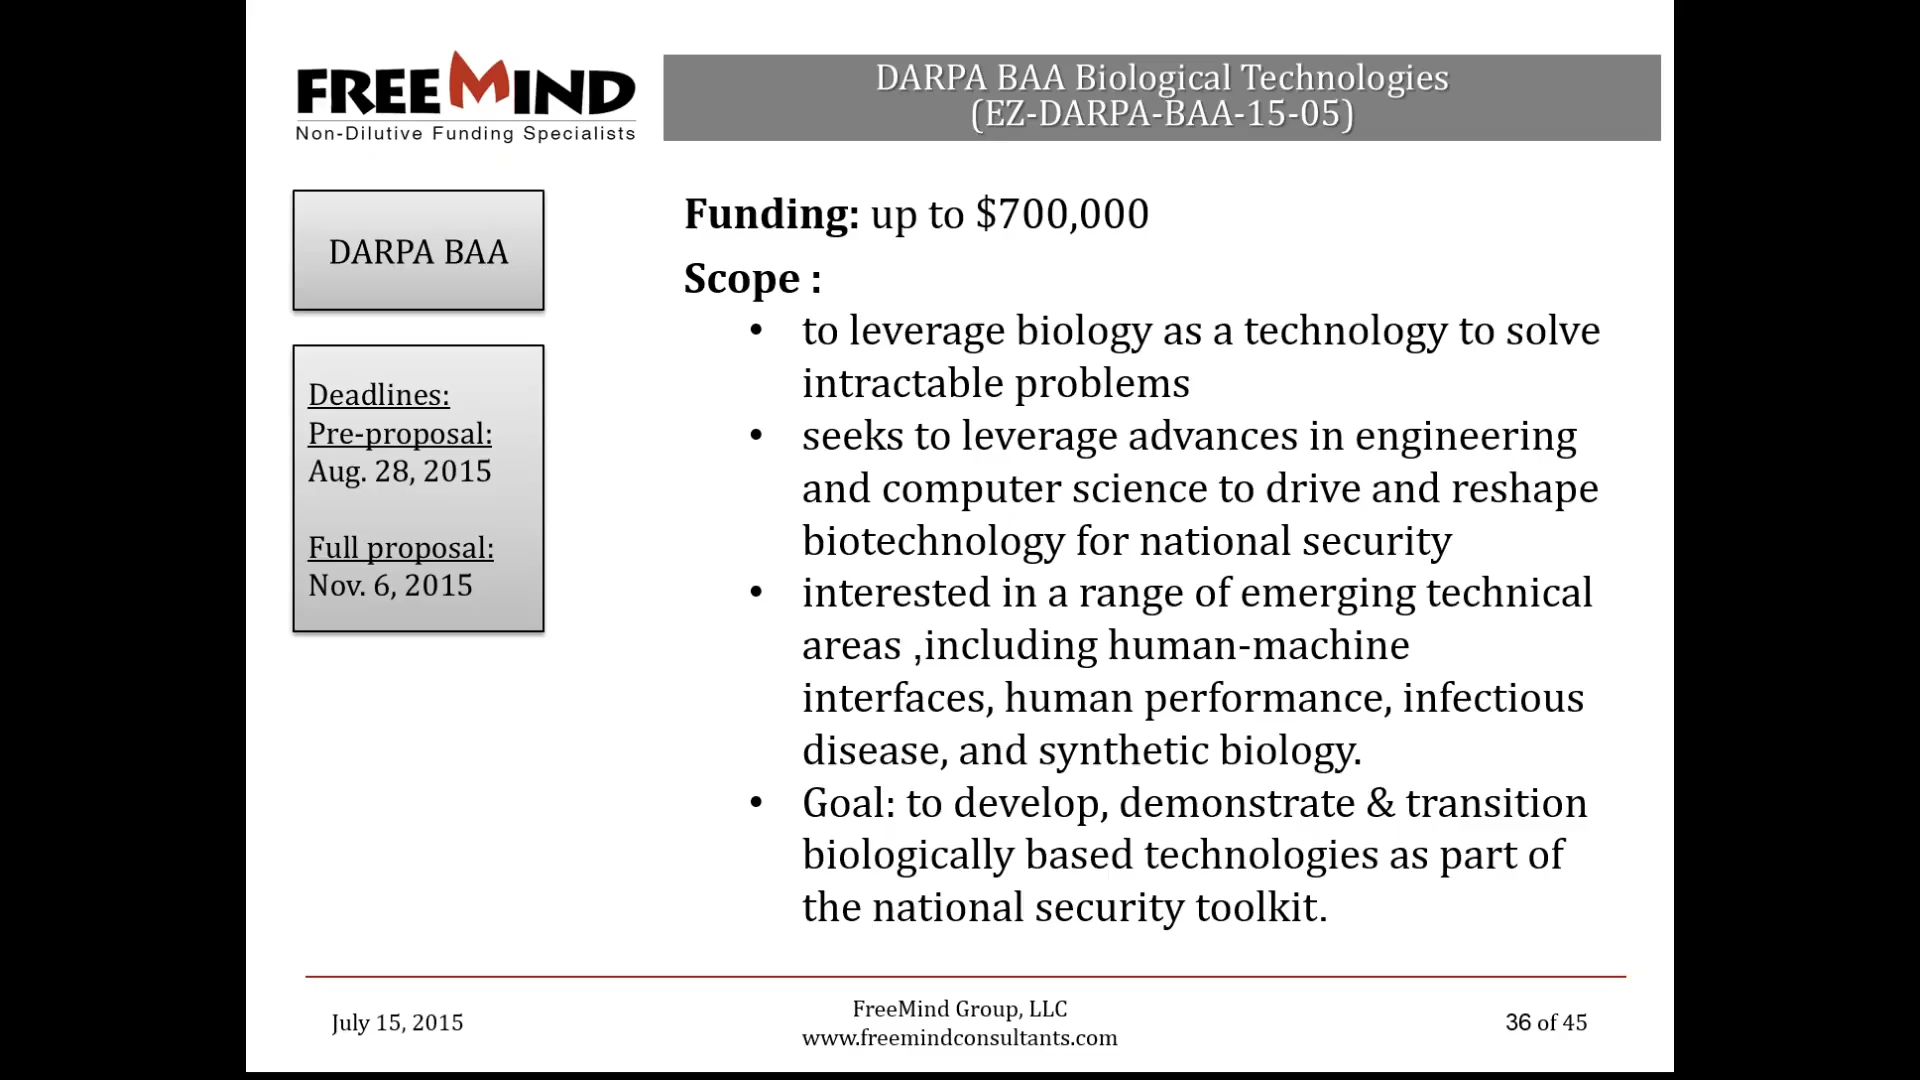 FREEMIND
Non-Dilutive Funding Specialists
DARPA BAA Biological Technologies
(EZ-DARPA-BAA-15-05)
DARPA BAA
Deadlines:
Pre-proposal:
Aug. 28, 2015
Full proposal:
Nov. 6, 2015
Funding: up to $700,000
Scope :
• to leverage biology as a technology to solve
intractable problems
• seeks to leverage advances in engineering
and computer science to drive and reshape
biotechnology for national security
• interested in a range of emerging technical
areas ,including human-machine
interfaces, human performance, infectious
disease, and synthetic biology.
• Goal: to develop, demonstrate & transition
biologically based technologies as part of
the national security toolkit.
July 15, 2015
FreeMind Group, LLC
www.freemindconsultants.com
36 of 45